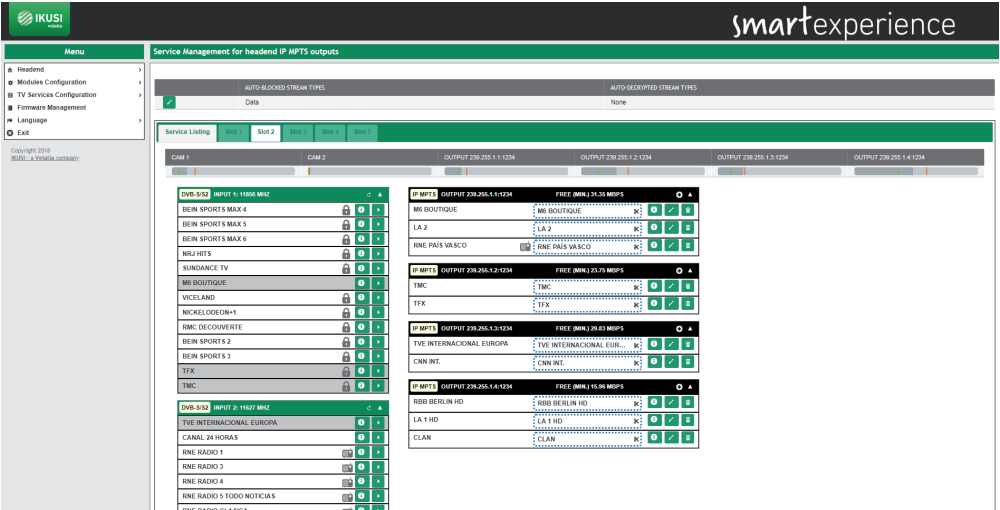 IKUSI
velatia
smartexperience
Menu
Service Management for headend IP MPTS outputs
Headend
Modules Configuration
TV Services Configuration
Firmware Management
Language
Exit
Copyright 2018
IKUSI - a Velatia company
AUTO-BLOCKED STREAM TYPES AUTO-DECRYPTED STREAM TYPES
Data None
Service Listing Slot 1 Slot 2 Slot 3 Slot 4 Slot 5
CAM 1 CAM 2 OUTPUT 239.255.1.1:1234 OUTPUT 239.255.1.2:1234 OUTPUT 239.255.1.3:1234 OUTPUT 239.255.1.4:1234
DVB-S/S2 INPUT 1: 11856 MHZ
BEIN SPORTS MAX 4
BEIN SPORTS MAX 5
BEIN SPORTS MAX 6
NRJ HITS
SUNDANCE TV
M6 BOUTIQUE
VICELAND
NICKELODEON+1
RMC DECOUVERTE
BEIN SPORTS 2
BEIN SPORTS 3
TFX
TMC
DVB-S/S2 INPUT 2: 11627 MHZ
TVE INTERNACIONAL EUROPA
CANAL 24 HORAS
RNE RADIO 1
RNE RADIO 3
RNE RADIO 4
RNE RADIO 5 TODO NOTICIAS
RNE RADIO CLASICA
IP MPTS OUTPUT 239.255.1.1:1234 FREE (MIN.) 31.35 MBPS
M6 BOUTIQUE M6 BOUTIQUE
LA 2 LA 2
RNE PAÍS VASCO RNE PAÍS VASCO
IP MPTS OUTPUT 239.255.1.2:1234 FREE (MIN.) 23.75 MBPS
TMC TMC
TFX TFX
IP MPTS OUTPUT 239.255.1.3:1234 FREE (MIN.) 29.83 MBPS
TVE INTERNACIONAL EUROPA TVE INTERNACIONAL EUR...
CNN INT. CNN INT.
IP MPTS OUTPUT 239.255.1.4:1234 FREE (MIN.) 15.96 MBPS
RBB BERLIN HD RBB BERLIN HD
LA 1 HD LA 1 HD
CLAN CLAN